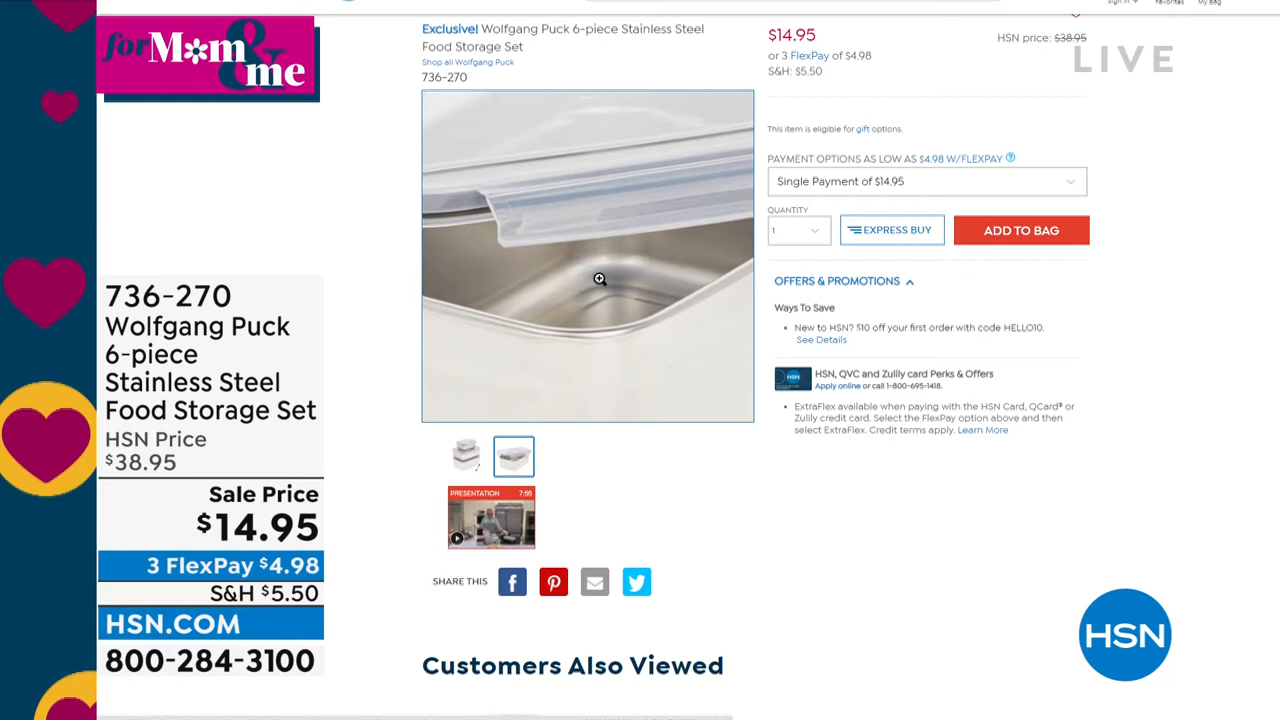 for Mom
& me
736-270
Wolfgang Puck
6-piece
Stainless Steel
Food Storage Set
HSN Price
$38.95
Sale Price
$14.95
3 FlexPay $4.98
S&H $5.50
HSN.COM
800-284-3100
Sign In
Favorites
My Bag
Exclusive! Wolfgang Puck 6-piece Stainless Steel
Food Storage Set
Shop all Wolfgang Puck
736-270
PRESENTATION 7:55
SHARE THIS
Customers Also Viewed
$14.95
HSN price: $38.95
or 3 FlexPay of $4.98
S&H: $5.50
LIVE
This item is eligible for gift options.
PAYMENT OPTIONS AS LOW AS $4.98 W/FLEXPAY ?
Single Payment of $14.95
QUANTITY
1
EXPRESS BUY
ADD TO BAG
OFFERS & PROMOTIONS
Ways To Save
• New to HSN? $10 off your first order with code HELLO10.
See Details
HSN
HSN, QVC and Zulily card Perks & Offers
Apply online or call 1-800-695-1418.
• ExtraFlex available when paying with the HSN Card, QCard® or
Zulily credit card. Select the FlexPay option above and then
select ExtraFlex. Credit terms apply. Learn More
HSN